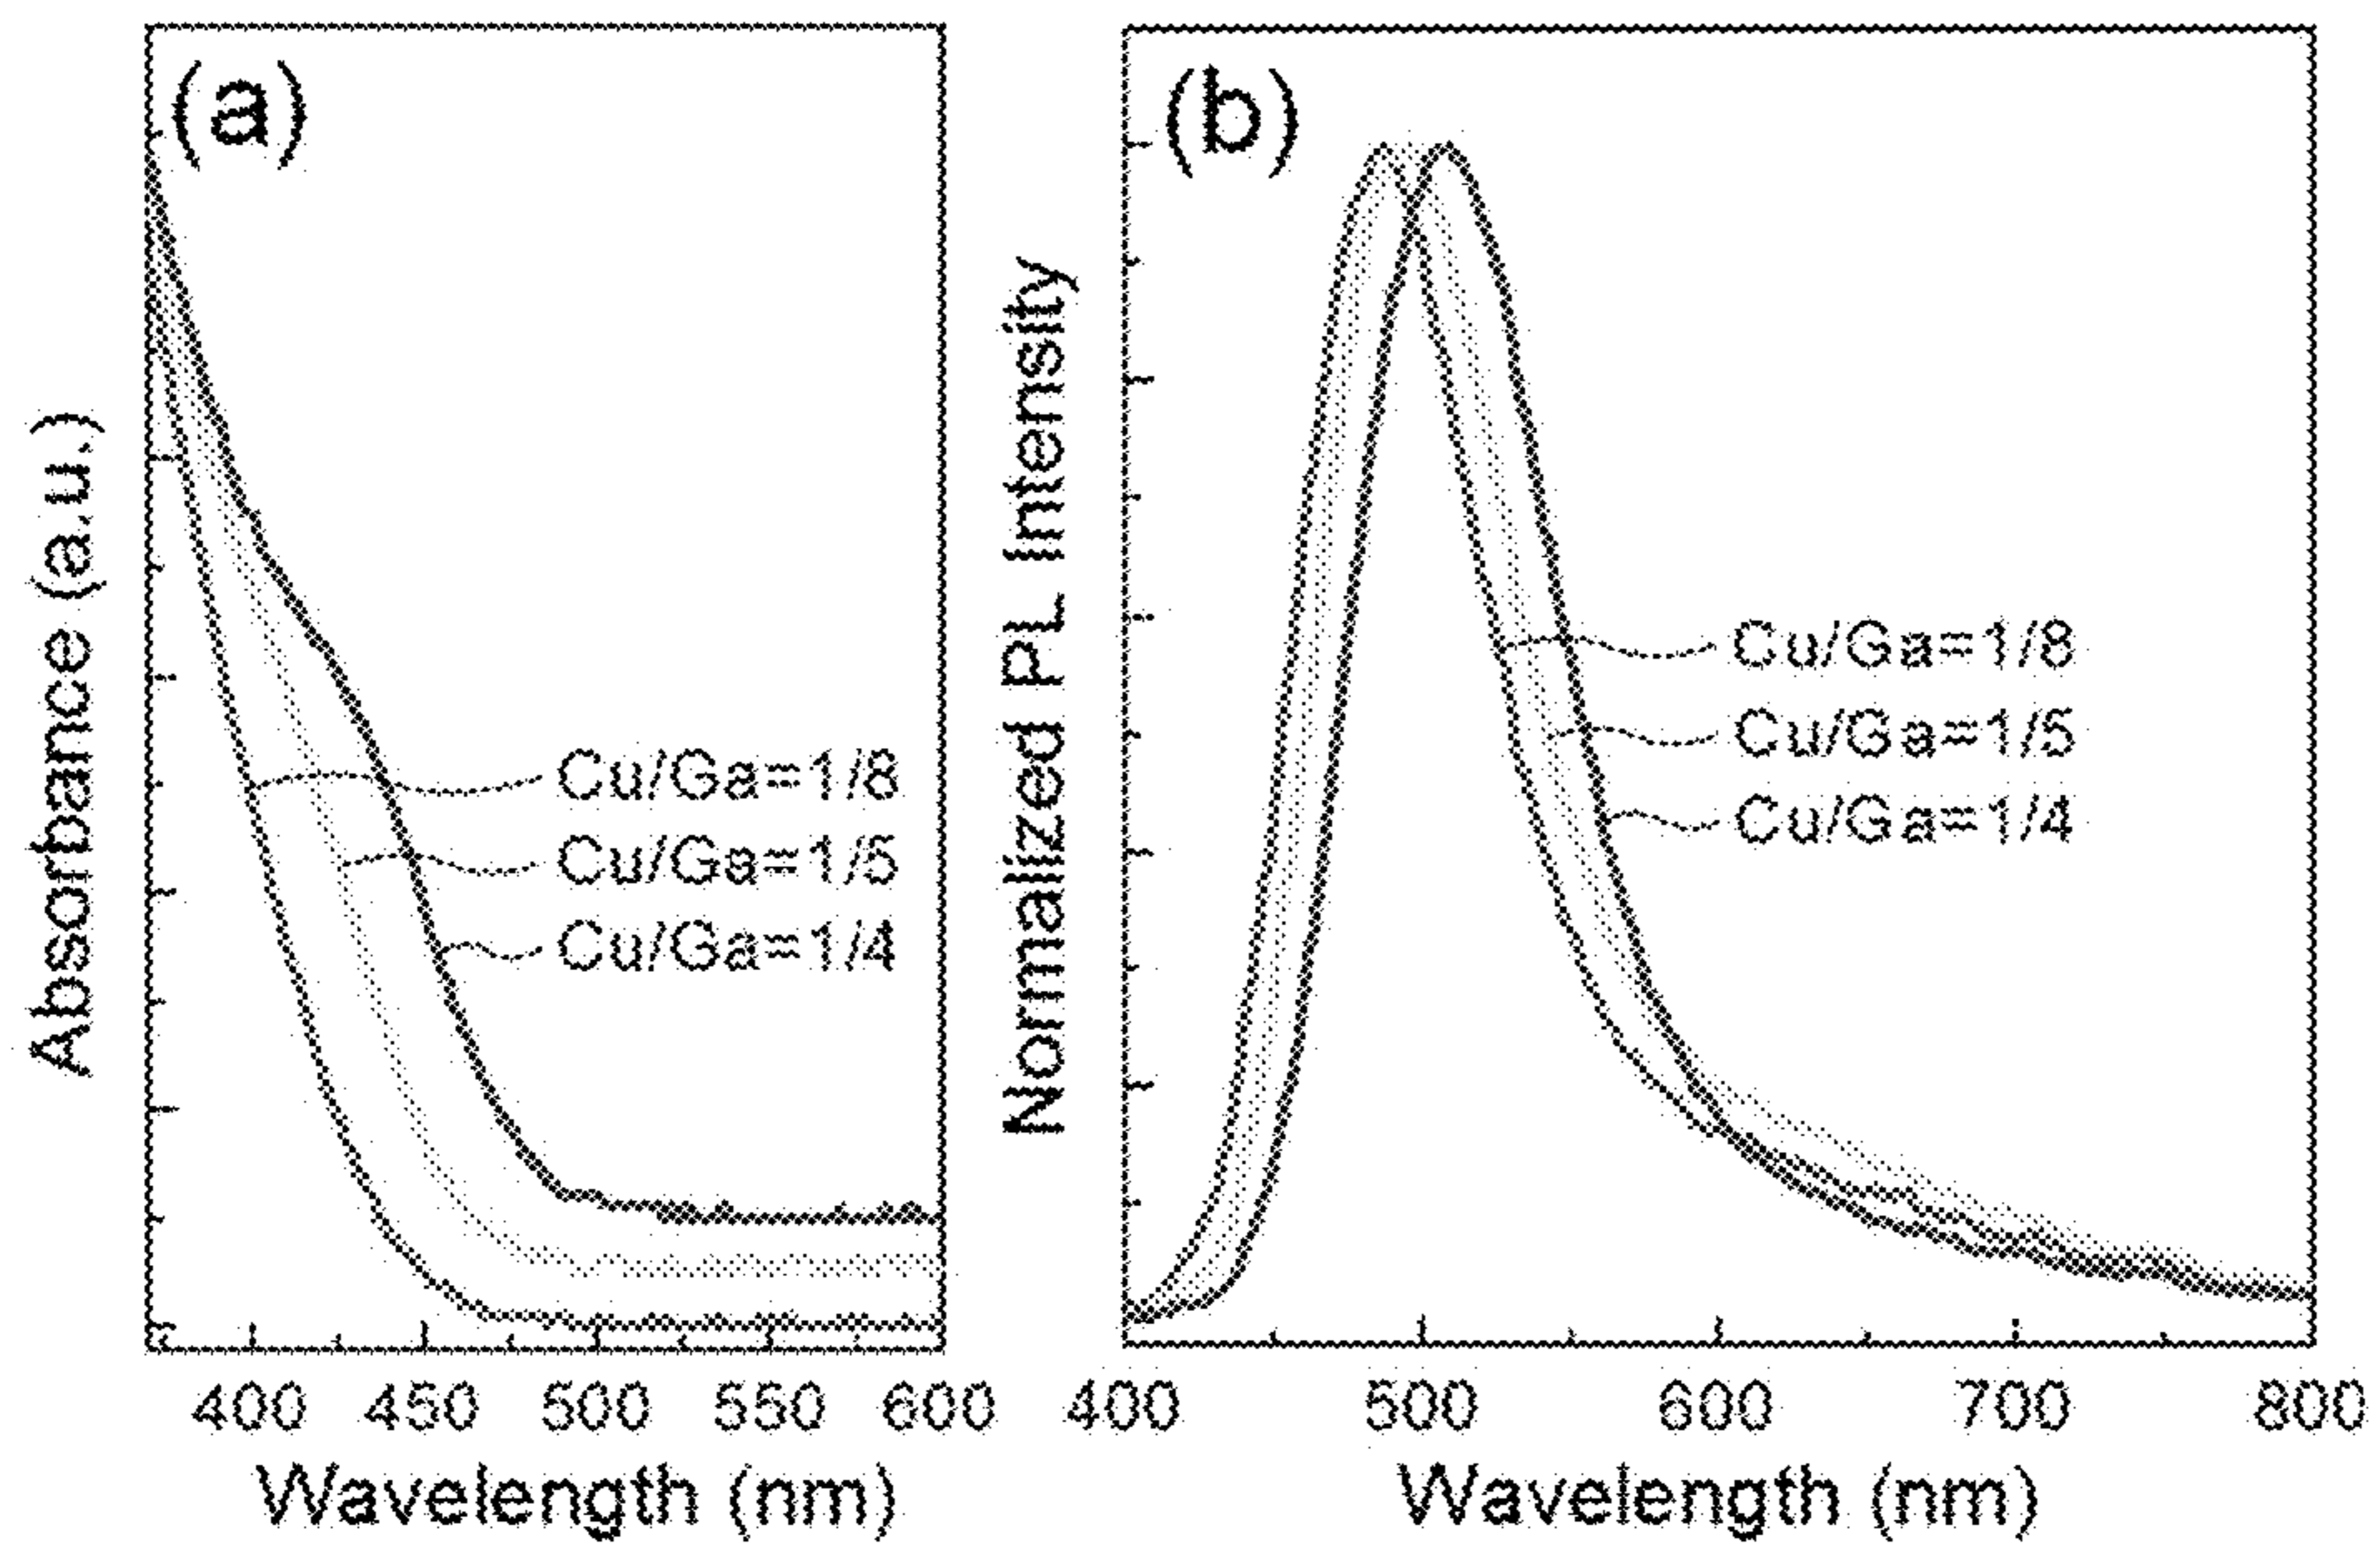 (a)
Absorbance (a.u.)
Cu/Ga=1/8
Cu/Ga=1/5
Cu/Ga=1/4
400 450 500 550 600
Wavelength (nm)
(b)
Normalized PL Intensity
Cu/Ga=1/8
Cu/Ga=1/5
Cu/Ga=1/4
400 500 600 700 800
Wavelength (nm)